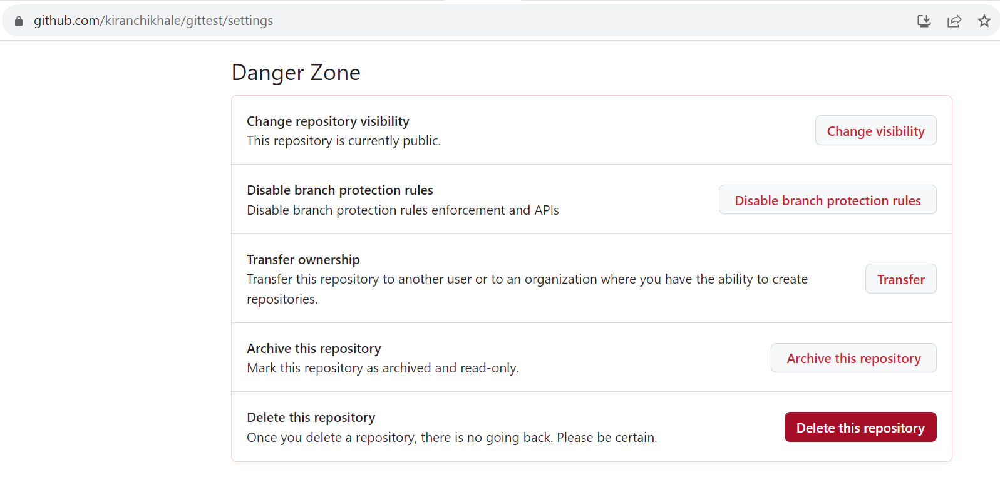 github.com/kiranchikhale/gittest/settings
Danger Zone
Change repository visibility
This repository is currently public.
Change visibility
Disable branch protection rules
Disable branch protection rules enforcement and APIs
Disable branch protection rules
Transfer ownership
Transfer this repository to another user or to an organization where you have the ability to create
repositories.
Transfer
Archive this repository
Mark this repository as archived and read-only.
Archive this repository
Delete this repository
Once you delete a repository, there is no going back. Please be certain.
Delete this repository